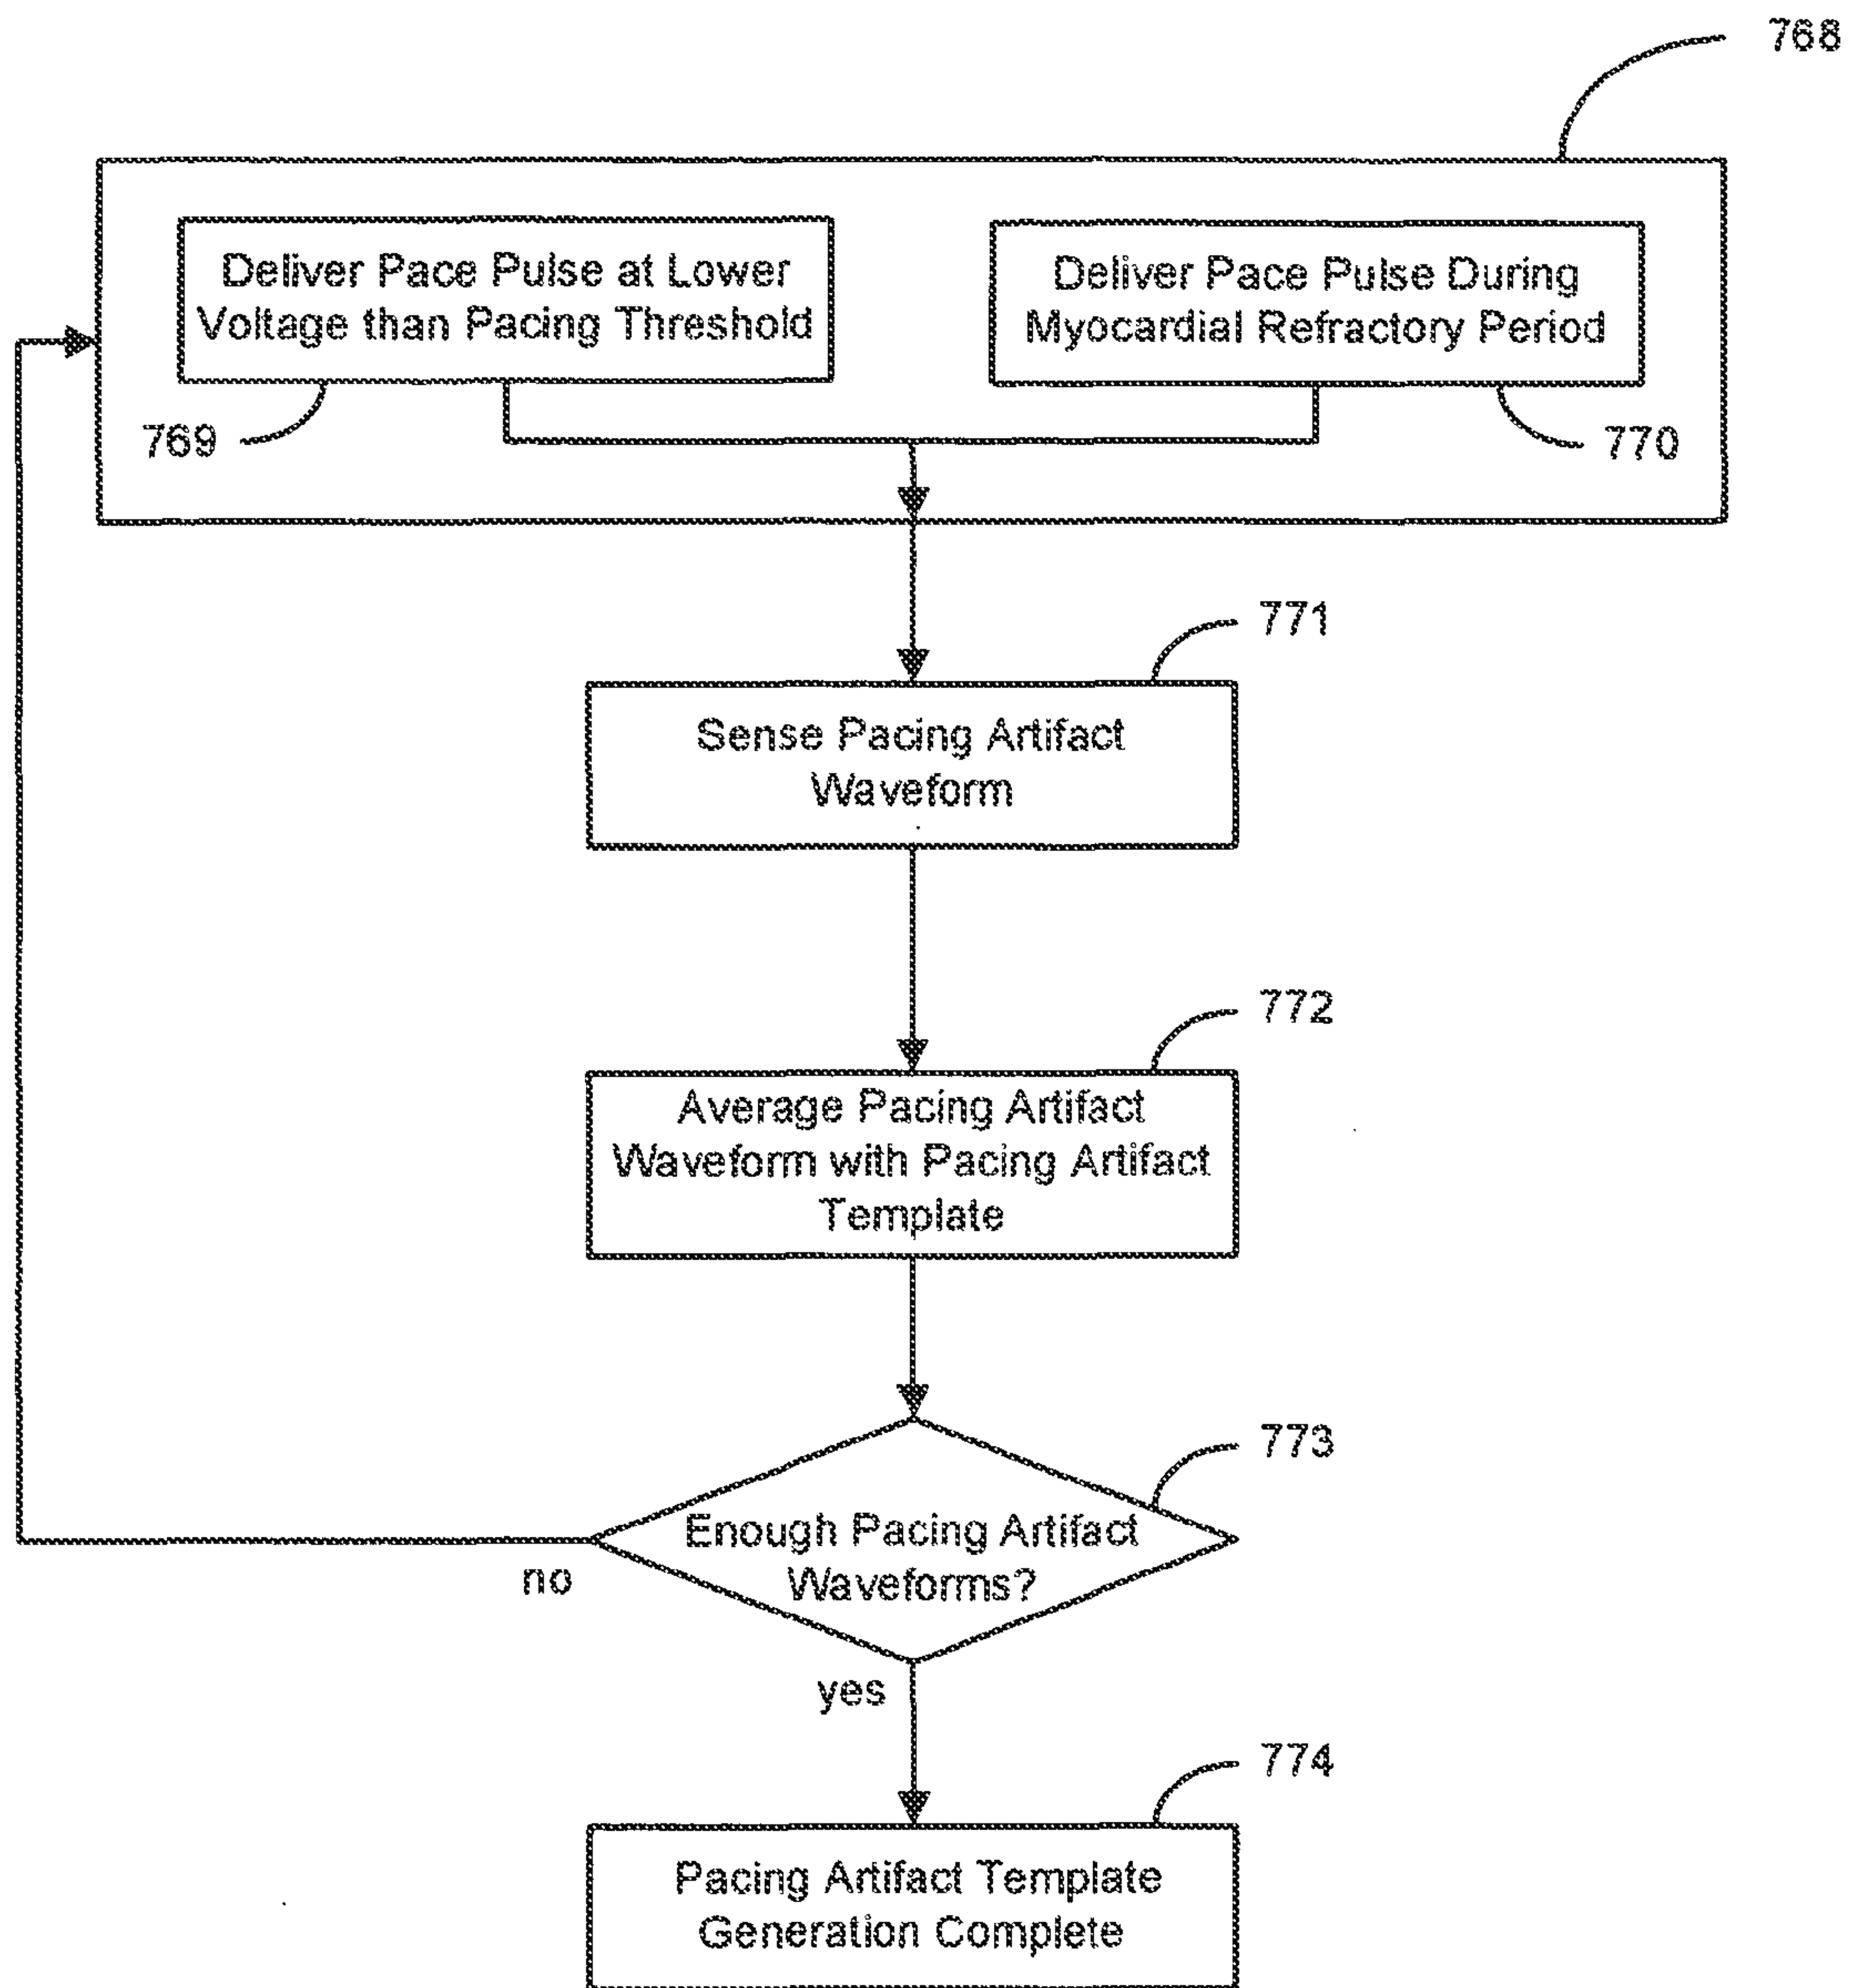 768
Deliver Pace Pulse at Lower
Voltage than Pacing Threshold
Deliver Pace Pulse During
Myocardial Refractory Period
769
770
771
Sense Pacing Artifact
Waveform
772
Average Pacing Artifact
Waveform with Pacing Artifact
Template
773
Enough Pacing Artifact
Waveforms?
no
yes
774
Pacing Artifact Template
Generation Complete